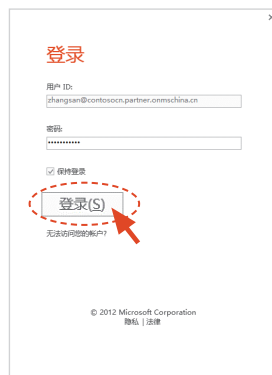 登录
用户 ID:
zhangsan@contosocn.partner.onmschina.cn
密码:
•••••••••••
保持登录
登录(S)
无法访问您的帐户?
© 2012 Microsoft Corporation
隐私 | 法律